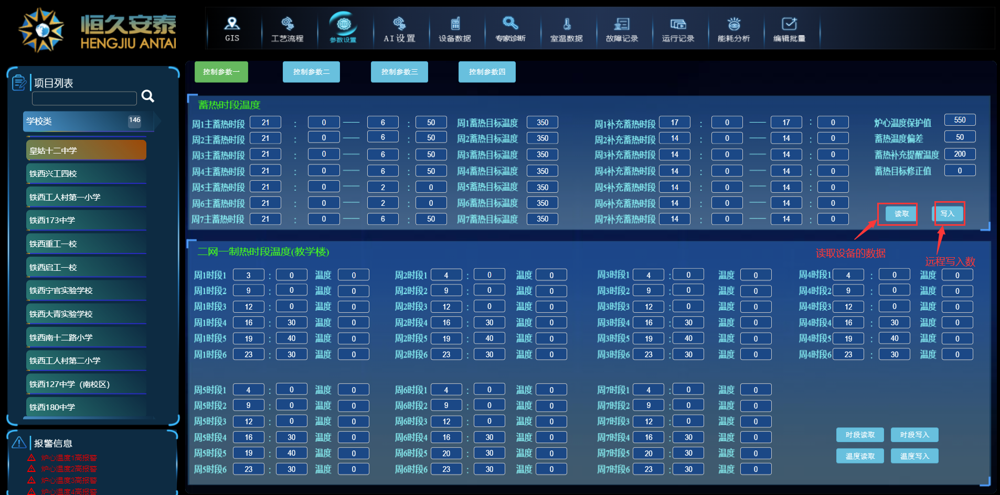 恒久安泰
HENGJIU ANTAI
GIS 工艺流程 参数设置 AI设置 设备数据 专家诊断 室温数据 故障记录 运行记录 能耗分析 编辑批量
项目列表
学校类 146
皇姑十二中学
铁西兴工四校
铁西工人村第一小学
铁西173中学
铁西重工一校
铁西启工一校
铁西宁官实验学校
铁西大青实验学校
铁西南十二路小学
铁西工人村第二小学
铁西127中学（南校区）
铁西180中学
报警信息
炉心温度1高报警
炉心温度2高报警
炉心温度3高报警
炉心温度4高报警
控制参数一 控制参数二 控制参数三 控制参数四
蓄热时段温度
周1主蓄热时段 21 : 0 — 6 : 50 周1蓄热目标温度 350 周1补充蓄热时段 17 : 0 — 17 : 0 炉心温度保护值 550
周2主蓄热时段 21 : 0 — 6 : 50 周2蓄热目标温度 350 周2补充蓄热时段 14 : 0 — 14 : 0 蓄热温度偏差 50
周3主蓄热时段 21 : 0 — 6 : 50 周3蓄热目标温度 350 周3补充蓄热时段 14 : 0 — 14 : 0 蓄热补充提醒温度 200
周4主蓄热时段 21 : 0 — 6 : 50 周4蓄热目标温度 350 周4补充蓄热时段 14 : 0 — 14 : 0 蓄热目标修正值 0
周5主蓄热时段 21 : 0 — 2 : 0 周5蓄热目标温度 350 周5补充蓄热时段 14 : 0 — 14 : 0
周6主蓄热时段 21 : 0 — 2 : 0 周6蓄热目标温度 350 周6补充蓄热时段 14 : 0 — 14 : 0
周7主蓄热时段 21 : 0 — 6 : 50 周7蓄热目标温度 350 周7补充蓄热时段 14 : 0 — 14 : 0
读取 写入
读取设备的数据 远程写入数
二网一制热时段温度(教学楼)
周1时段1 3 : 0 温度 0 周2时段1 4 : 0 温度 0 周3时段1 4 : 0 温度 0 周4时段1 4 : 0 温度 0
周1时段2 9 : 0 温度 0 周2时段2 9 : 0 温度 0 周3时段2 9 : 0 温度 0 周4时段2 9 : 0 温度 0
周1时段3 12 : 0 温度 0 周2时段3 12 : 0 温度 0 周3时段3 12 : 0 温度 0 周4时段3 12 : 0 温度 0
周1时段4 16 : 30 温度 0 周2时段4 16 : 30 温度 0 周3时段4 16 : 30 温度 0 周4时段4 16 : 30 温度 0
周1时段5 19 : 40 温度 0 周2时段5 19 : 40 温度 0 周3时段5 19 : 40 温度 0 周4时段5 19 : 40 温度 0
周1时段6 23 : 30 温度 0 周2时段6 23 : 30 温度 0 周3时段6 23 : 30 温度 0 周4时段6 23 : 30 温度 0
周5时段1 4 : 0 温度 0 周6时段1 4 : 0 温度 0 周7时段1 4 : 0 温度 0
周5时段2 9 : 0 温度 0 周6时段2 9 : 0 温度 0 周7时段2 9 : 0 温度 0
周5时段3 12 : 0 温度 0 周6时段3 12 : 0 温度 0 周7时段3 12 : 0 温度 0
周5时段4 16 : 30 温度 0 周6时段4 16 : 30 温度 0 周7时段4 16 : 30 温度 0
周5时段5 19 : 40 温度 0 周6时段5 20 : 30 温度 0 周7时段5 20 : 30 温度 0
周5时段6 23 : 30 温度 0 周6时段6 23 : 30 温度 0 周7时段6 23 : 30 温度 0
时段读取 时段写入
温度读取 温度写入